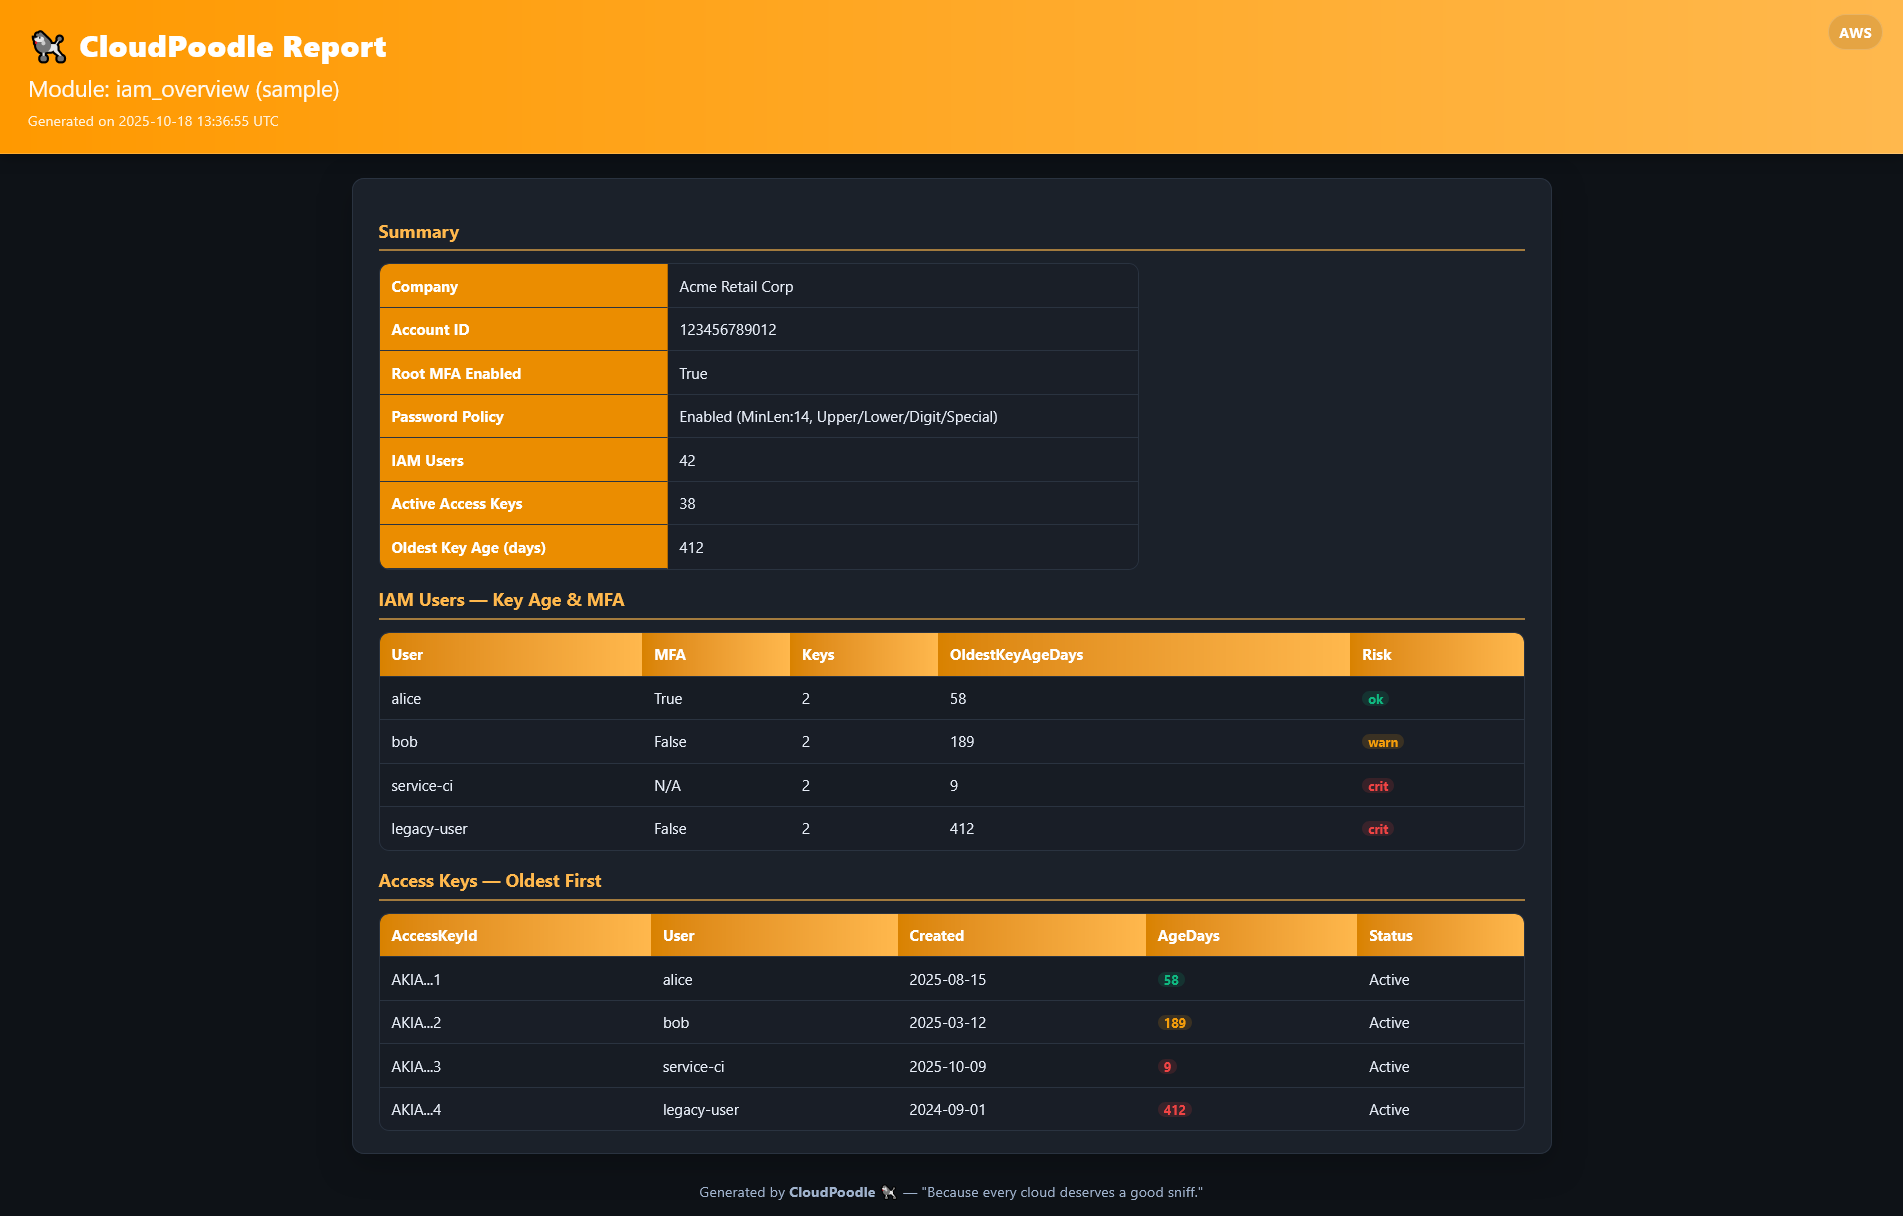 CloudPoodle Report
AWS
Module: iam_overview (sample)
Generated on 2025-10-18 13:36:55 UTC
Summary
Company Acme Retail Corp
Account ID 123456789012
Root MFA Enabled True
Password Policy Enabled (MinLen:14, Upper/Lower/Digit/Special)
IAM Users 42
Active Access Keys 38
Oldest Key Age (days) 412
IAM Users — Key Age & MFA
User MFA Keys OldestKeyAgeDays Risk
alice True 2 58 ok
bob False 2 189 warn
service-ci N/A 2 9 crit
legacy-user False 2 412 crit
Access Keys — Oldest First
AccessKeyId User Created AgeDays Status
AKIA...1 alice 2025-08-15 58 Active
AKIA...2 bob 2025-03-12 189 Active
AKIA...3 service-ci 2025-10-09 9 Active
AKIA...4 legacy-user 2024-09-01 412 Active
Generated by CloudPoodle 🐩 — "Because every cloud deserves a good sniff."